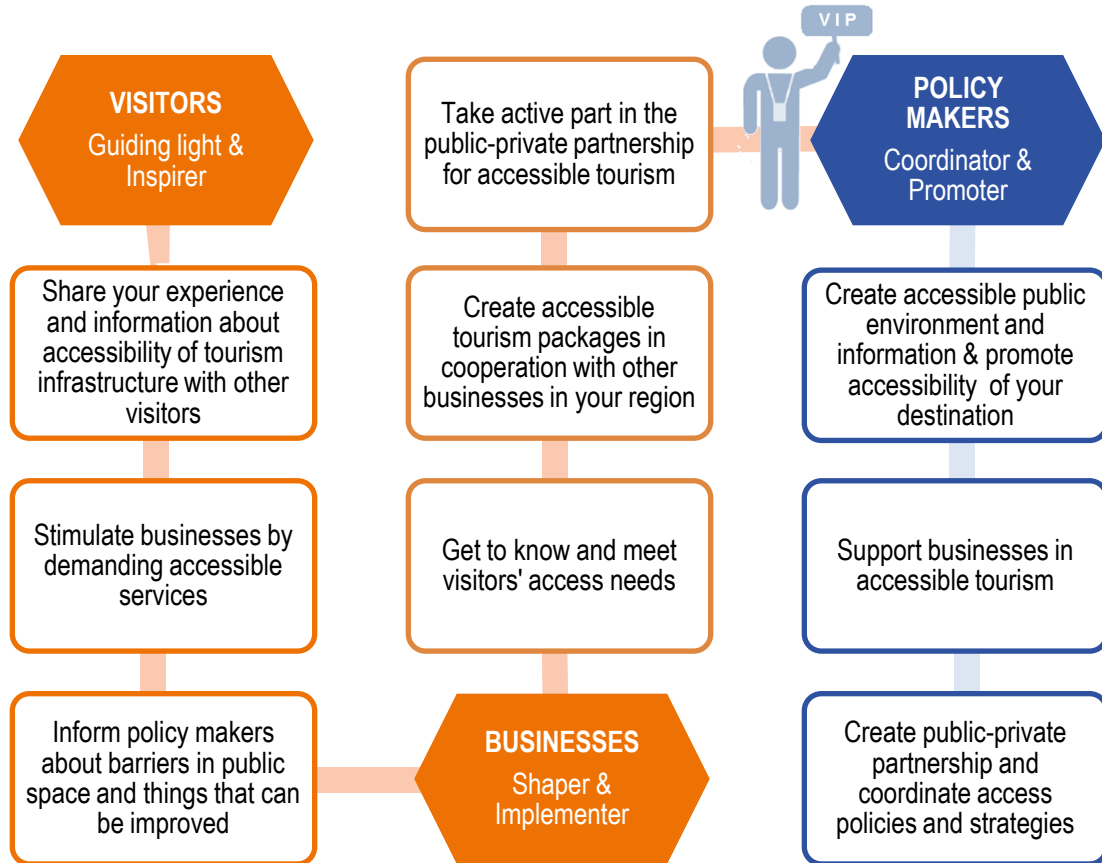 VISITORS
Guiding light &
Inspirer
Share your experience
and information about
accessibility of tourism
infrastructure with other
visitors
Stimulate businesses by
demanding accessible
services
Inform policy makers
about barriers in public
space and things that can
be improved
BUSINESSES
Shaper &
Implementer
Get to know and meet
visitors' access needs
Create accessible
tourism packages in
cooperation with other
businesses in your region
Take active part in the
public-private partnership
for accessible tourism
VIP
POLICY
MAKERS
Coordinator &
Promoter
Create accessible public
environment and
information & promote
accessibility of your
destination
Support businesses in
accessible tourism
Create public-private
partnership and
coordinate access
policies and strategies